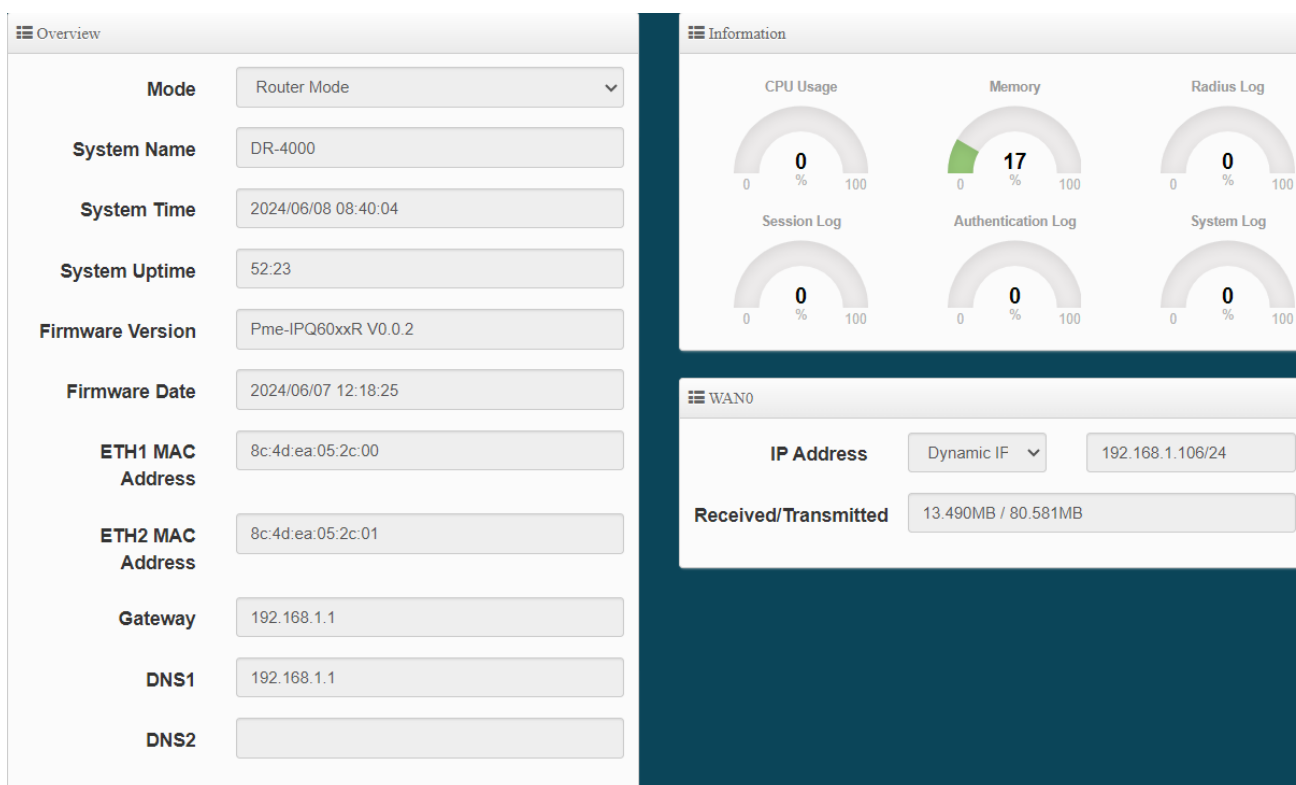 Overview
Mode
Router Mode
System Name
DR-4000
System Time
2024/06/08 08:40:04
System Uptime
52:23
Firmware Version
Pme-IPQ60xxR V0.0.2
Firmware Date
2024/06/07 12:18:25
ETH1 MAC
Address
8c:4d:ea:05:2c:00
ETH2 MAC
Address
8c:4d:ea:05:2c:01
Gateway
192.168.1.1
DNS1
192.168.1.1
DNS2
Information
CPU Usage
0
%
0 100
Memory
17
%
0 100
Radius Log
0
%
0 100
Session Log
0
%
0 100
Authentication Log
0
%
0 100
System Log
0
%
0 100
WAN0
IP Address
Dynamic IF
192.168.1.106/24
Received/Transmitted
13.490MB / 80.581MB